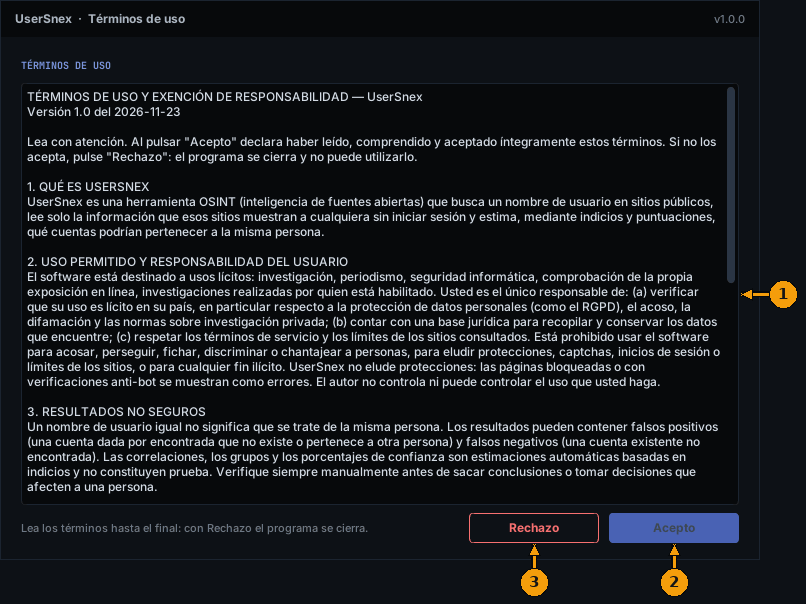 UserSnex · Términos de uso
v1.0.0
TÉRMINOS DE USO
TÉRMINOS DE USO Y EXENCIÓN DE RESPONSABILIDAD — UserSnex
Versión 1.0 del 2026-11-23
Lea con atención. Al pulsar "Acepto" declara haber leído, comprendido y aceptado íntegramente estos términos. Si no los
acepta, pulse "Rechazo": el programa se cierra y no puede utilizarlo.
1. QUÉ ES USERSNEX
UserSnex es una herramienta OSINT (inteligencia de fuentes abiertas) que busca un nombre de usuario en sitios públicos,
lee solo la información que esos sitios muestran a cualquiera sin iniciar sesión y estima, mediante indicios y puntuaciones,
qué cuentas podrían pertenecer a la misma persona.
2. USO PERMITIDO Y RESPONSABILIDAD DEL USUARIO
El software está destinado a usos lícitos: investigación, periodismo, seguridad informática, comprobación de la propia
exposición en línea, investigaciones realizadas por quien está habilitado. Usted es el único responsable de: (a) verificar
que su uso es lícito en su país, en particular respecto a la protección de datos personales (como el RGPD), el acoso, la
difamación y las normas sobre investigación privada; (b) contar con una base jurídica para recopilar y conservar los datos
que encuentre; (c) respetar los términos de servicio y los límites de los sitios consultados. Está prohibido usar el software
para acosar, perseguir, fichar, discriminar o chantajear a personas, para eludir protecciones, captchas, inicios de sesión o
límites de los sitios, o para cualquier fin ilícito. UserSnex no elude protecciones: las páginas bloqueadas o con
verificaciones anti-bot se muestran como errores. El autor no controla ni puede controlar el uso que usted haga.
3. RESULTADOS NO SEGUROS
Un nombre de usuario igual no significa que se trate de la misma persona. Los resultados pueden contener falsos positivos
(una cuenta dada por encontrada que no existe o pertenece a otra persona) y falsos negativos (una cuenta existente no
encontrada). Las correlaciones, los grupos y los porcentajes de confianza son estimaciones automáticas basadas en
indicios y no constituyen prueba. Verifique siempre manualmente antes de sacar conclusiones o tomar decisiones que
afecten a una persona.
Lea los términos hasta el final: con Rechazo el programa se cierra.
Rechazo
Acepto
1
3
2